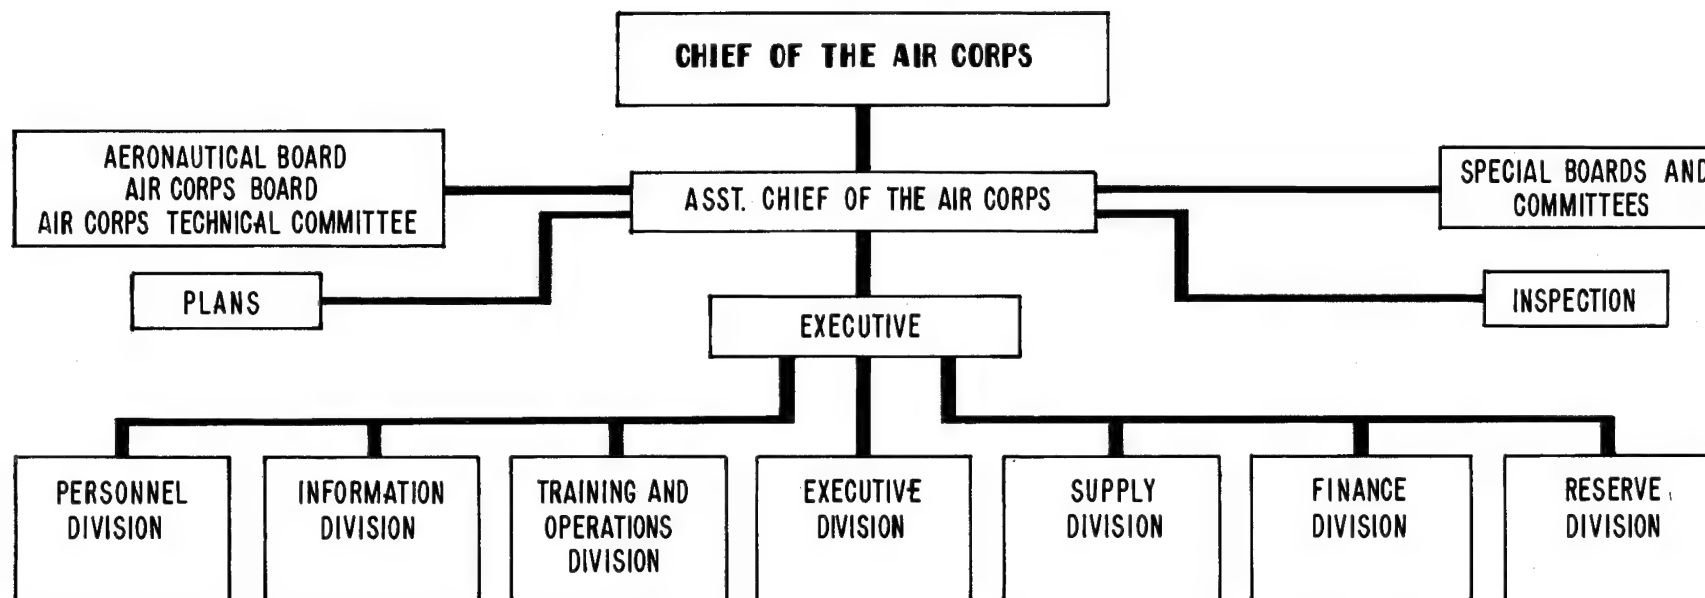 CHIEF OF THE AIR CORPS
AERONAUTICAL BOARD
AIR CORPS BOARD
AIR CORPS TECHNICAL COMMITTEE
ASST. CHIEF OF THE AIR CORPS
SPECIAL BOARDS AND
COMMITTEES
PLANS
INSPECTION
EXECUTIVE
PERSONNEL
DIVISION
INFORMATION
DIVISION
TRAINING AND
OPERATIONS
DIVISION
EXECUTIVE
DIVISION
SUPPLY
DIVISION
FINANCE
DIVISION
RESERVE
DIVISION